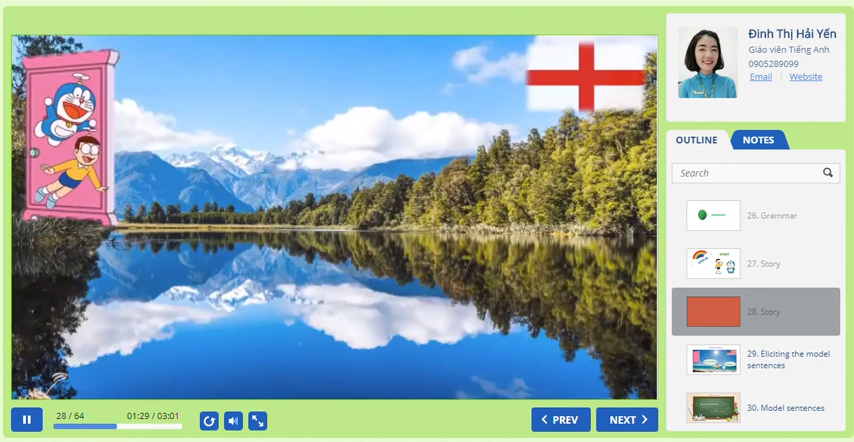 Đinh Thị Hải Yến
Giáo viên Tiếng Anh
0905289099
Email | Website
OUTLINE
NOTES
Search
26. Grammar
27. Story
28. Story
29. Eliciting the model
sentences
30. Model sentences
28 / 64
01:29 / 03:01
PREV
NEXT